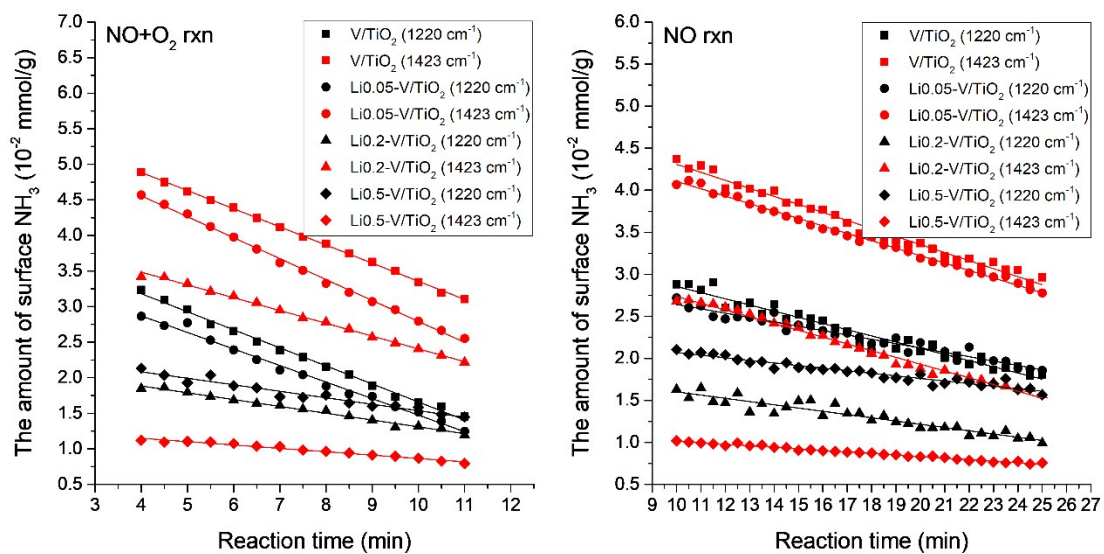 The amount of surface NH₃ (10⁻² mmol/g)
7.0
6.5
6.0
5.5
5.0
4.5
4.0
3.5
3.0
2.5
2.0
1.5
1.0
0.5
NO+O₂ rxn
V/TiO₂ (1220 cm⁻¹)
V/TiO₂ (1423 cm⁻¹)
Li0.05-V/TiO₂ (1220 cm⁻¹)
Li0.05-V/TiO₂ (1423 cm⁻¹)
Li0.2-V/TiO₂ (1220 cm⁻¹)
Li0.2-V/TiO₂ (1423 cm⁻¹)
Li0.5-V/TiO₂ (1220 cm⁻¹)
Li0.5-V/TiO₂ (1423 cm⁻¹)
3 4 5 6 7 8 9 10 11 12
Reaction time (min)
The amount of surface NH₃ (10⁻² mmol/g)
6.0
5.5
5.0
4.5
4.0
3.5
3.0
2.5
2.0
1.5
1.0
0.5
NO rxn
V/TiO₂ (1220 cm⁻¹)
V/TiO₂ (1423 cm⁻¹)
Li0.05-V/TiO₂ (1220 cm⁻¹)
Li0.05-V/TiO₂ (1423 cm⁻¹)
Li0.2-V/TiO₂ (1220 cm⁻¹)
Li0.2-V/TiO₂ (1423 cm⁻¹)
Li0.5-V/TiO₂ (1220 cm⁻¹)
Li0.5-V/TiO₂ (1423 cm⁻¹)
9 10 11 12 13 14 15 16 17 18 19 20 21 22 23 24 25 26 27
Reaction time (min)